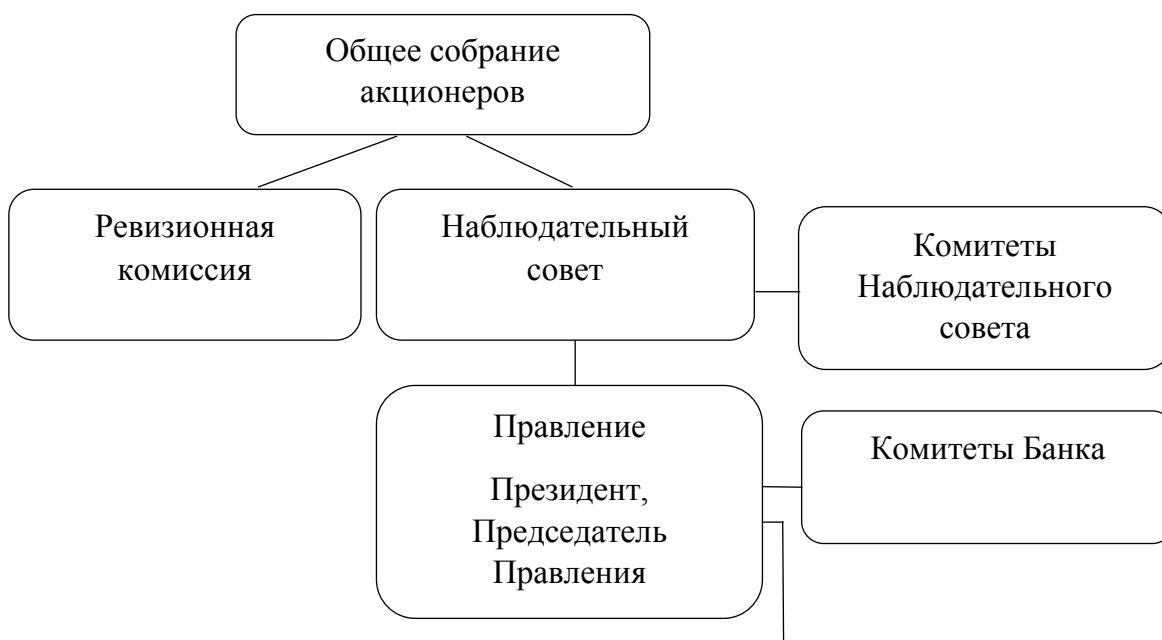 Общее собрание
акционеров
Ревизионная
комиссия
Наблюдательный
совет
Комитеты
Наблюдательного
совета
Правление
Президент,
Председатель
Правления
Комитеты Банка